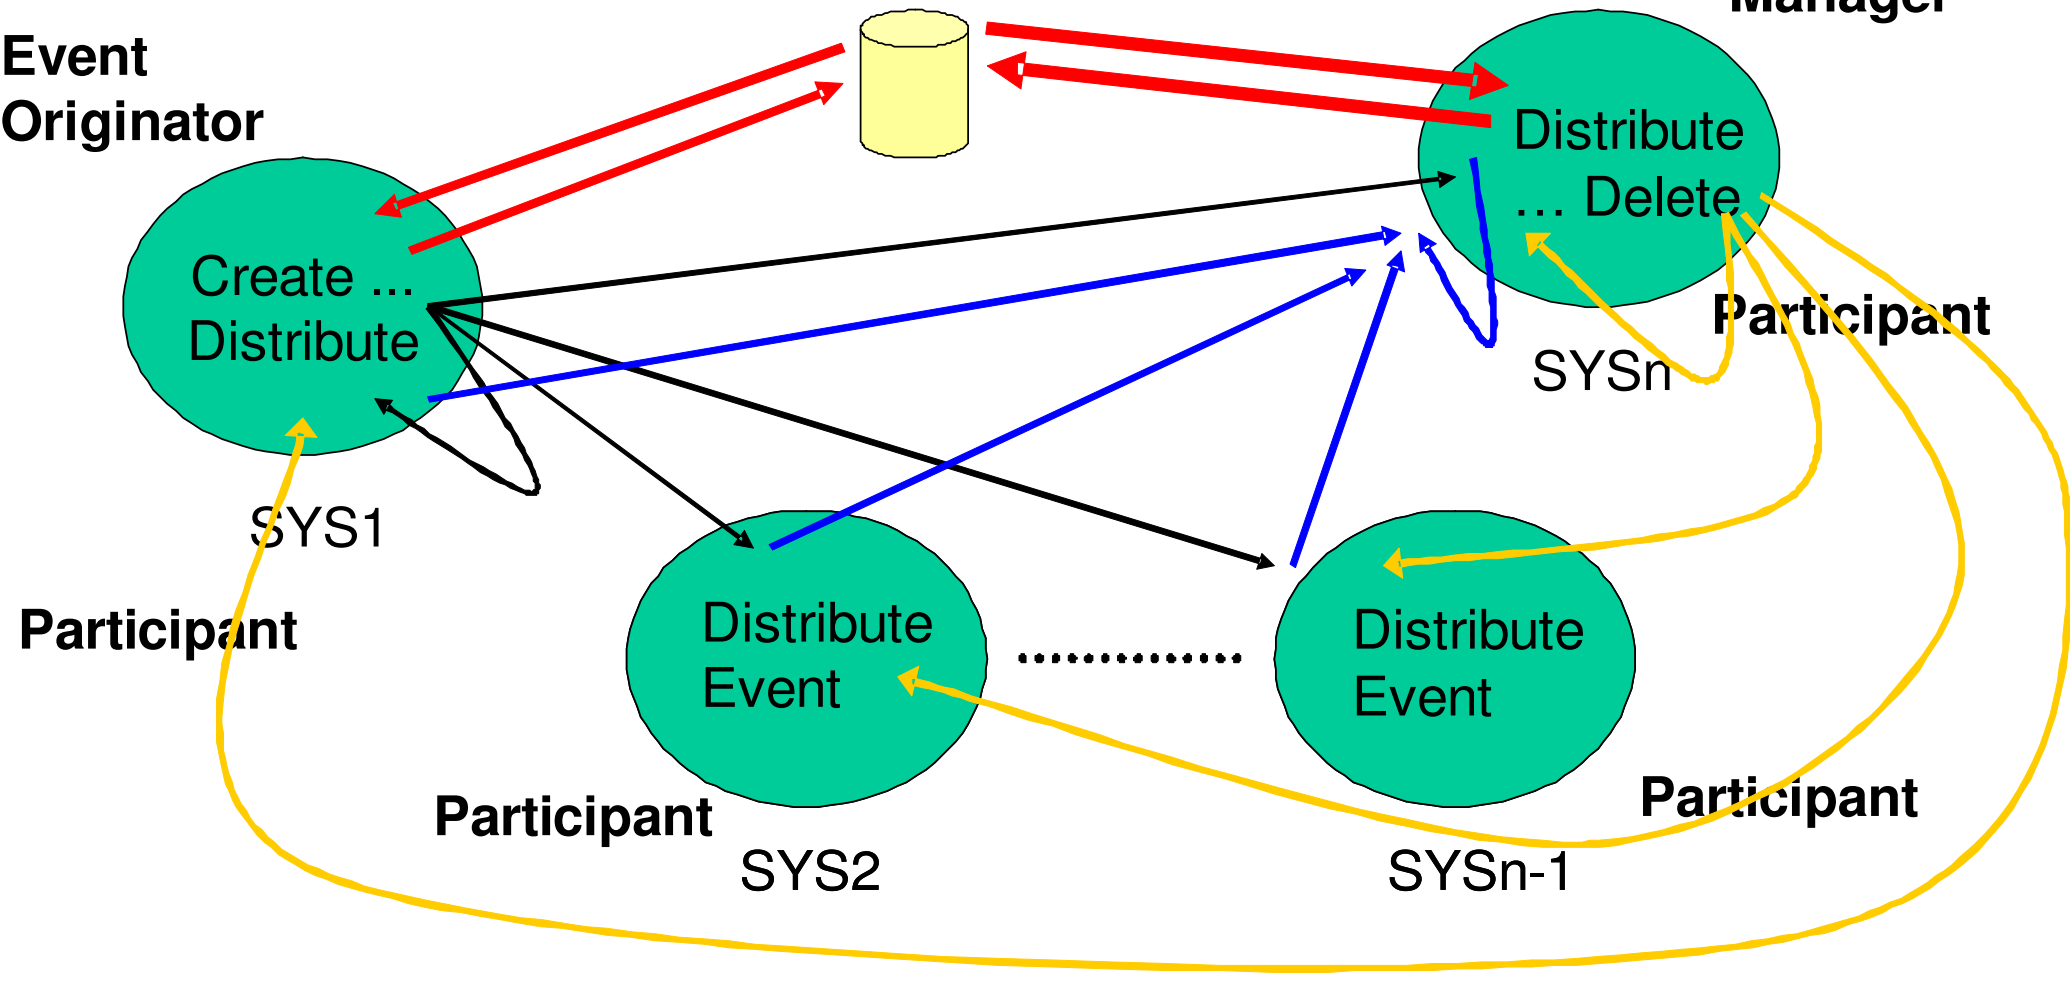 Manager
Event
Originator
Distribute
... Delete
Create ...
Distribute
Participant
SYSn
SYS1
Participant
Distribute
Event
Distribute
Event
Participant
Participant
SYS2
SYSn-1